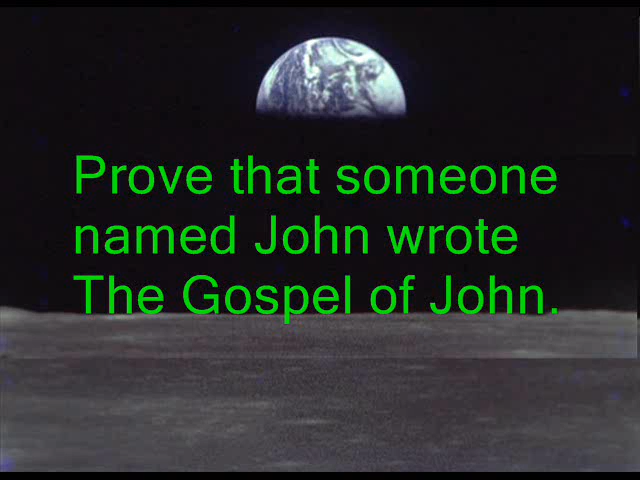 Prove that someone
named John wrote
The Gospel of John.